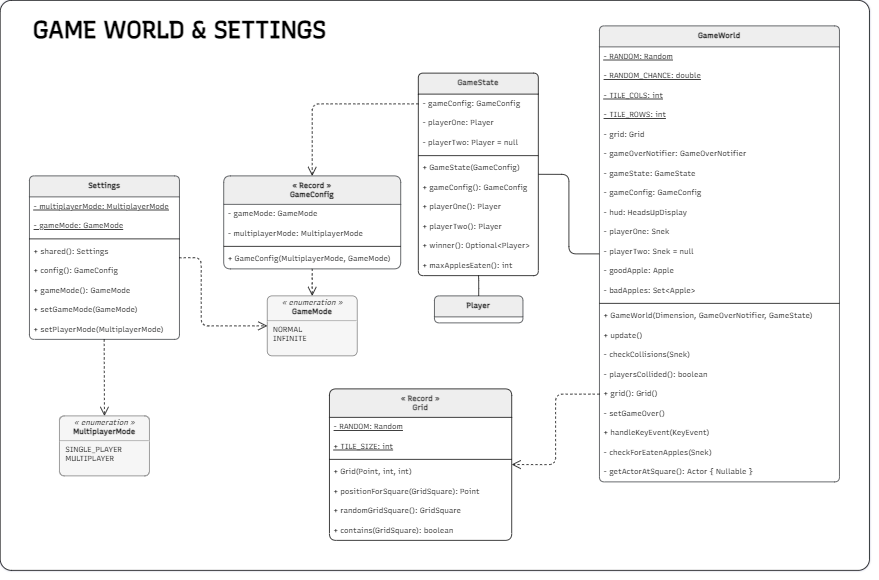 GAME WORLD & SETTINGS
Settings
- multiplayerMode: MultiplayerMode
- gameMode: GameMode
+ shared(): Settings
+ config(): GameConfig
+ gameMode(): GameMode
+ setGameMode(GameMode)
+ setPlayerMode(MultiplayerMode)
« enumeration »
MultiplayerMode
SINGLE_PLAYER
MULTIPLAYER
« Record »
GameConfig
- gameMode: GameMode
- multiplayerMode: MultiplayerMode
+ GameConfig(MultiplayerMode, GameMode)
« enumeration »
GameMode
NORMAL
INFINITE
GameState
- gameConfig: GameConfig
- playerOne: Player
- playerTwo: Player = null
+ GameState(GameConfig)
+ gameConfig(): GameConfig
+ playerOne(): Player
+ playerTwo(): Player
+ winner(): Optional<Player>
+ maxApplesEaten(): int
Player
« Record »
Grid
- RANDOM: Random
+ TILE_SIZE: int
+ Grid(Point, int, int)
+ positionForSquare(GridSquare): Point
+ randomGridSquare(): GridSquare
+ contains(GridSquare): boolean
GameWorld
- RANDOM: Random
- RANDOM_CHANCE: double
- TILE_COLS: int
- TILE_ROWS: int
- grid: Grid
- gameOverNotifier: GameOverNotifier
- gameState: GameState
- gameConfig: GameConfig
- hud: HeadsUpDisplay
- playerOne: Snek
- playerTwo: Snek = null
- goodApple: Apple
- badApples: Set<Apple>
+ GameWorld(Dimension, GameOverNotifier, GameState)
+ update()
- checkCollisions(Snek)
- playersCollided(): boolean
+ grid(): Grid()
- setGameOver()
+ handleKeyEvent(KeyEvent)
- checkForEatenApples(Snek)
- getActorAtSquare(): Actor { Nullable }